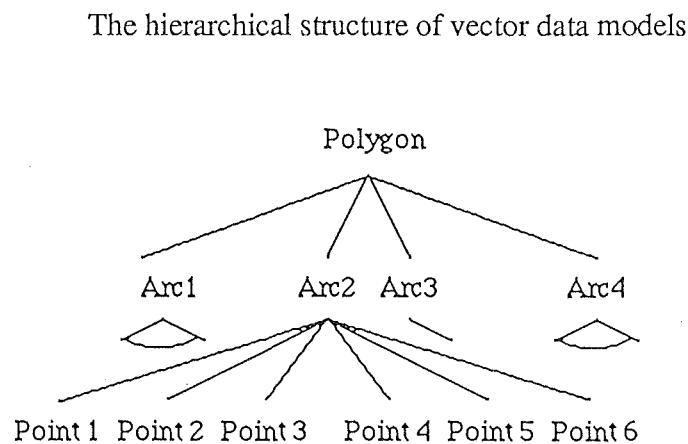 The hierarchical structure of vector data models
Polygon
Arc1 Arc2 Arc3 Arc4
Point 1 Point 2 Point 3 Point 4 Point 5 Point 6